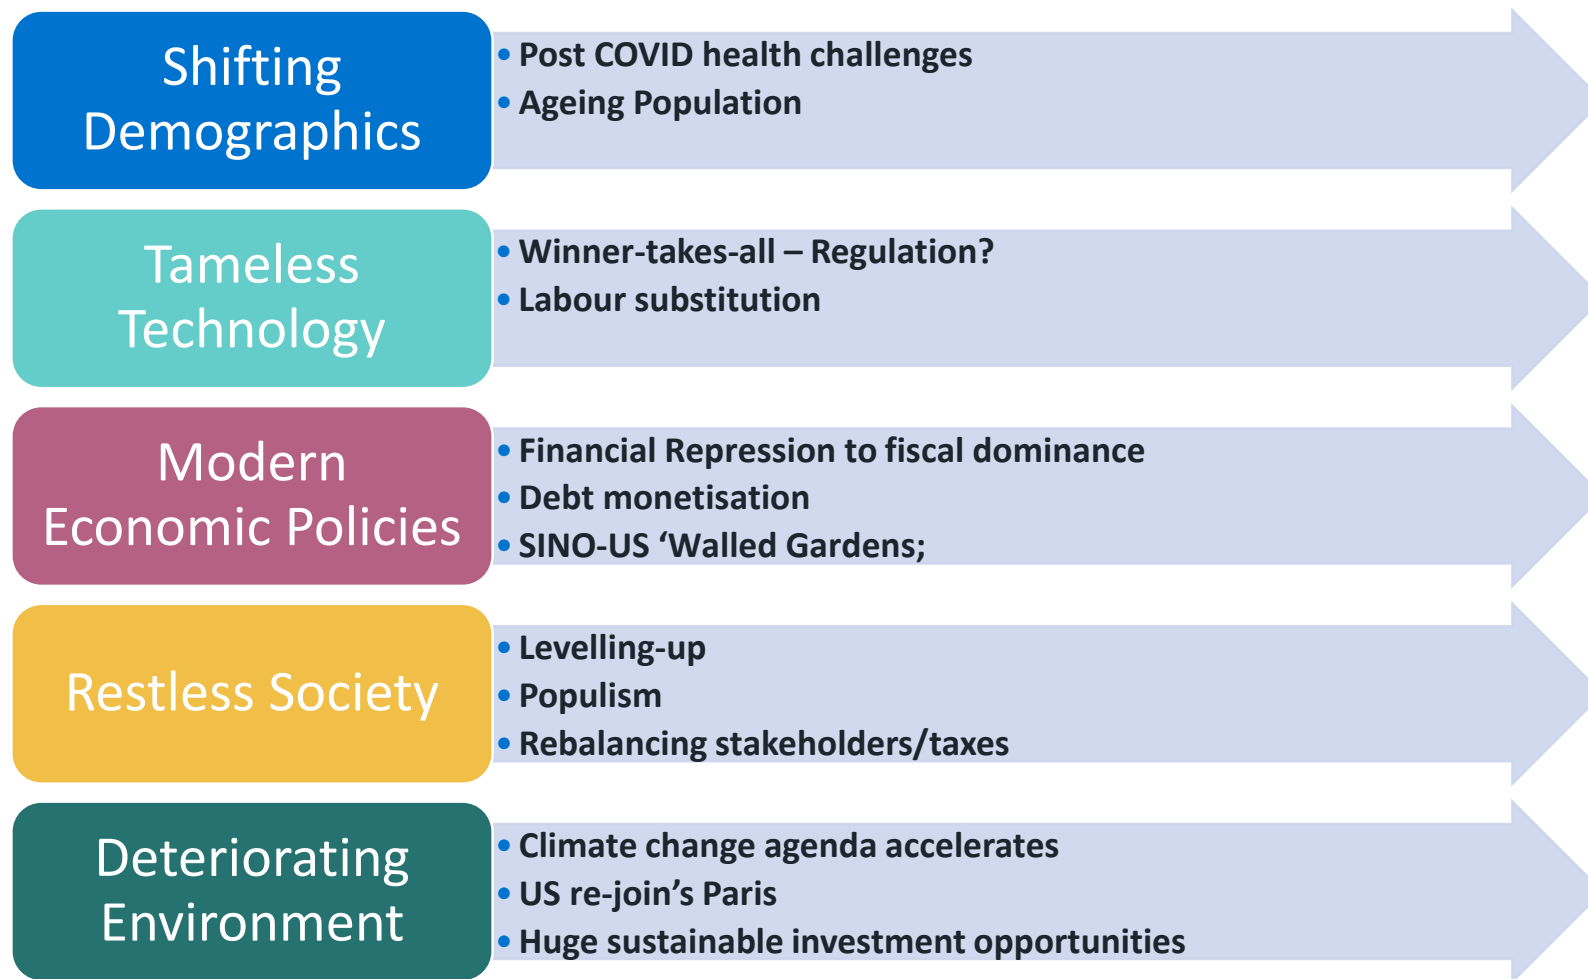 Shifting
Demographics
• Post COVID health challenges
• Ageing Population
Tameless
Technology
• Winner-takes-all – Regulation?
• Labour substitution
Modern
Economic Policies
• Financial Repression to fiscal dominance
• Debt monetisation
• SINO-US ‘Walled Gardens;
Restless Society
• Levelling-up
• Populism
• Rebalancing stakeholders/taxes
Deteriorating
Environment
• Climate change agenda accelerates
• US re-join’s Paris
• Huge sustainable investment opportunities